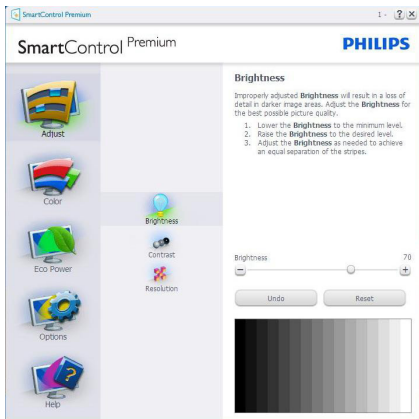 SmartControl Premium
SmartControl Premium
PHILIPS
Adjust
Color
Eco Power
Options
Help
Brightness
Contrast
Resolution
Brightness
Improperly adjusted Brightness will result in a loss of
detail in darker image areas. Adjust the Brightness for
the best possible picture quality.
1. Lower the Brightness to the minimum level.
2. Raise the Brightness to the desired level.
3. Adjust the Brightness as needed to achieve
an equal separation of the stripes.
Brightness 70
Undo Reset